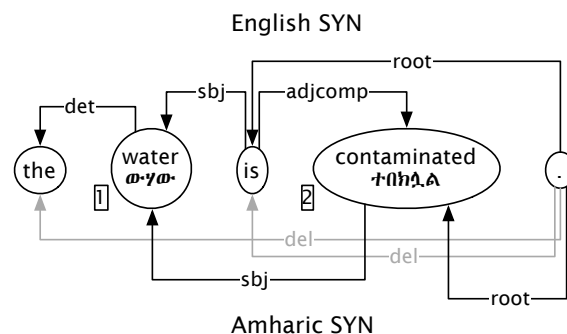 English SYN
root
sbj adjcomp
det
the water is contaminated .
ውሃው ተበክሏል
1 2
del
del
sbj
root
Amharic SYN